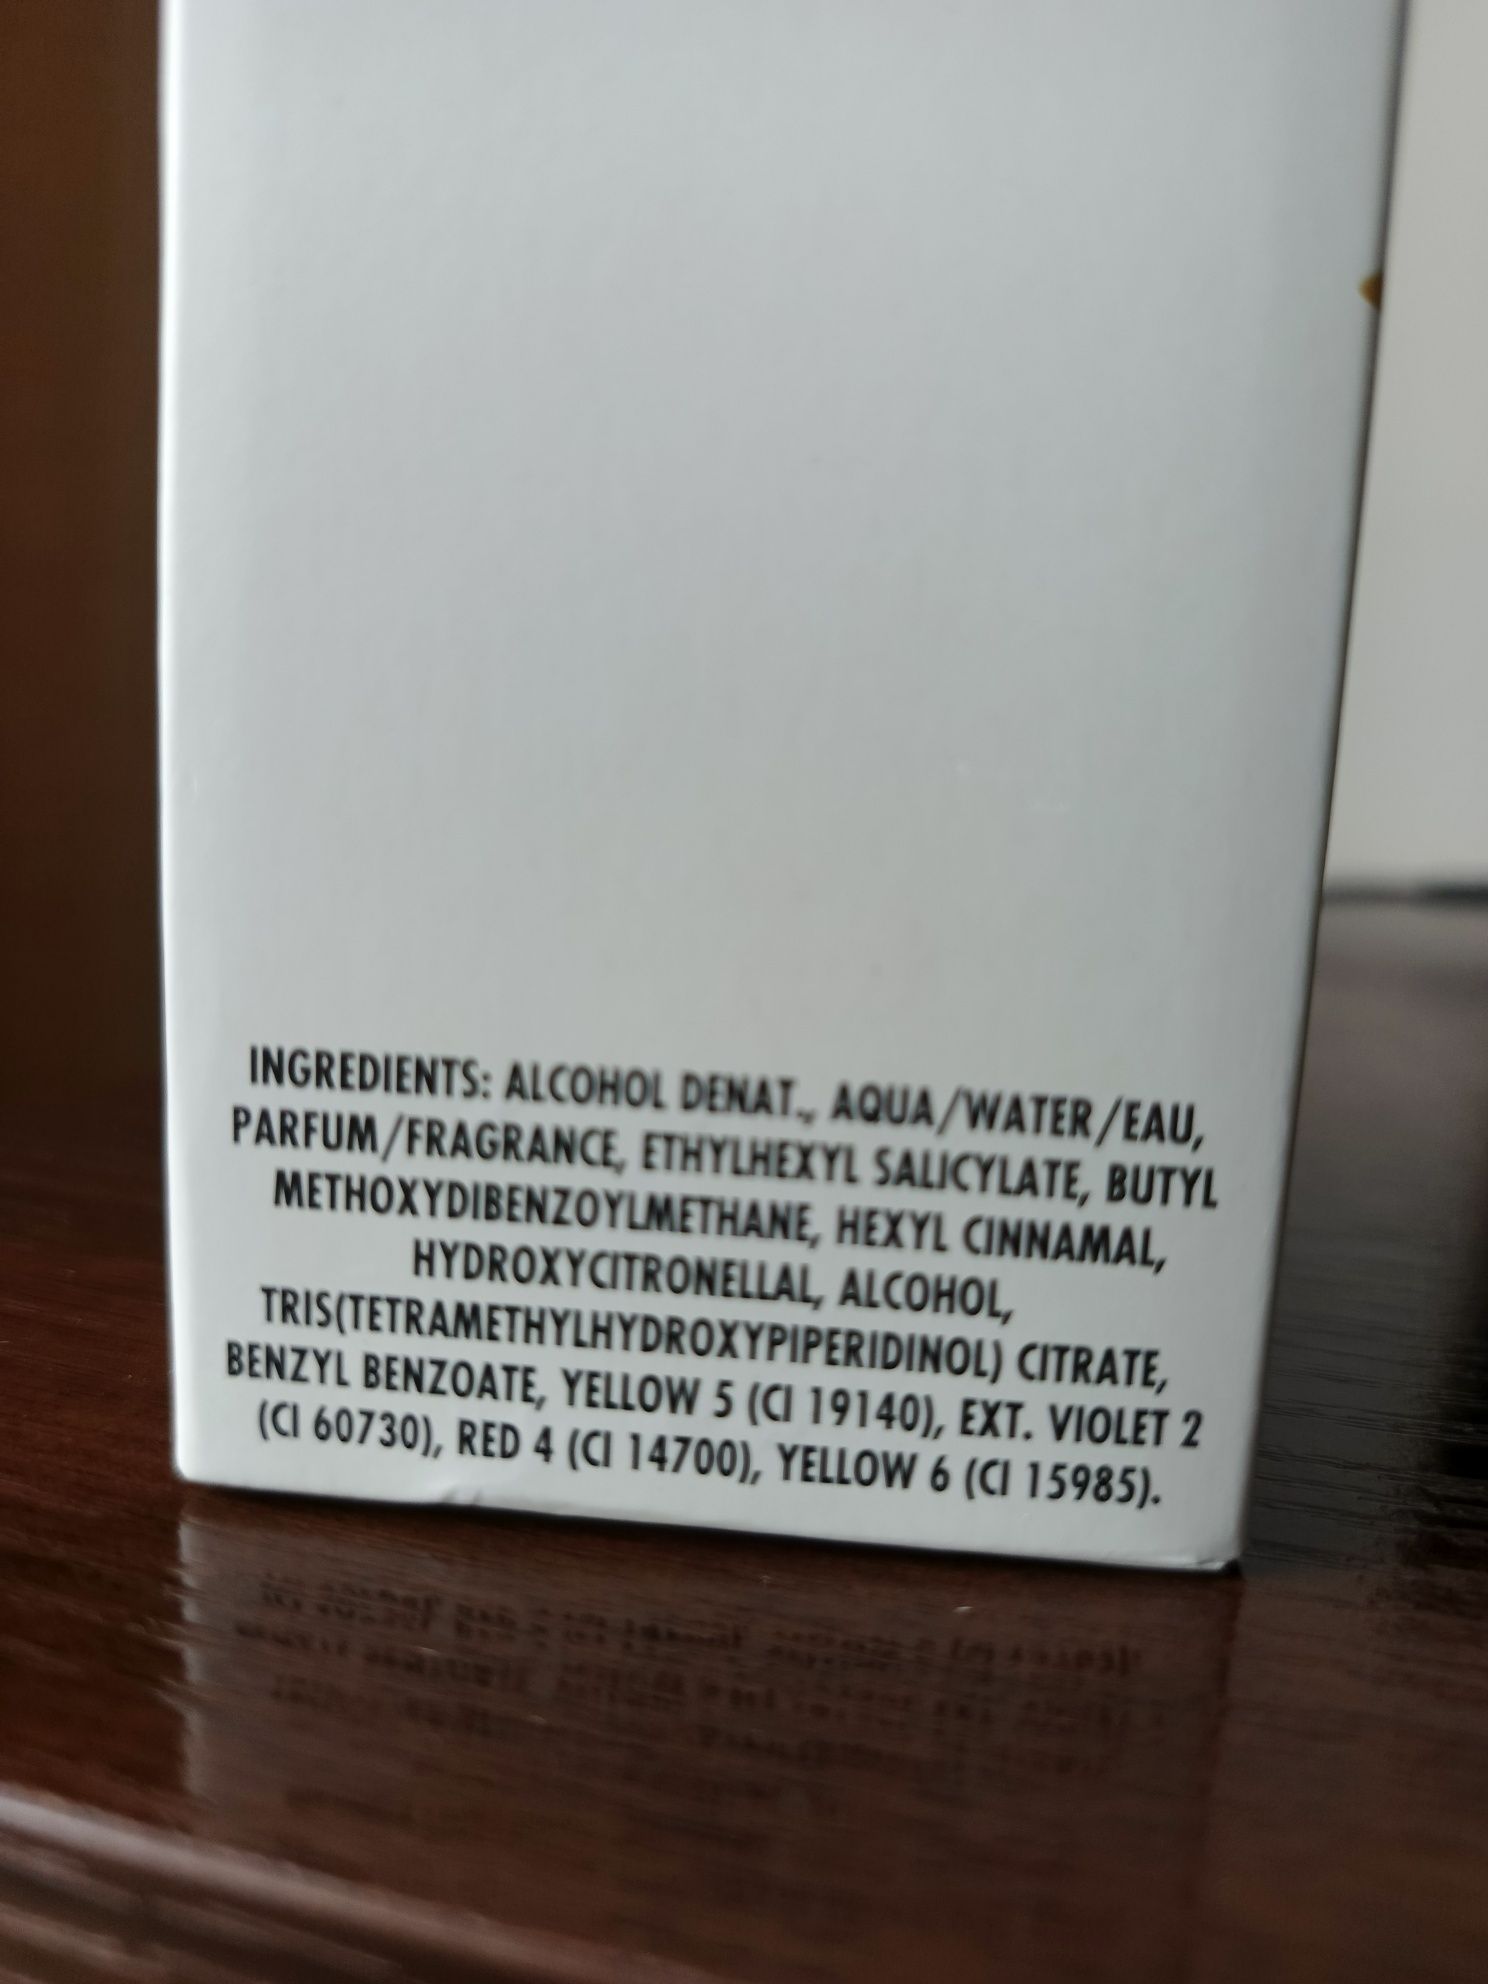 INGREDIENTS: ALCOHOL DENAT., AQUA/WATER/EAU,
PARFUM/FRAGRANCE, ETHYLHEXYL SALICYLATE, BUTYL
METHOXYDIBENZOYLMETHANE, HEXYL CINNAMAL,
HYDROXYCITRONELLAL, ALCOHOL,
TRIS(TETRAMETHYLHYDROXYPIPERIDINOL) CITRATE,
BENZYL BENZOATE, YELLOW 5 (CI 19140), EXT. VIOLET 2
(CI 60730), RED 4 (CI 14700), YELLOW 6 (CI 15985).